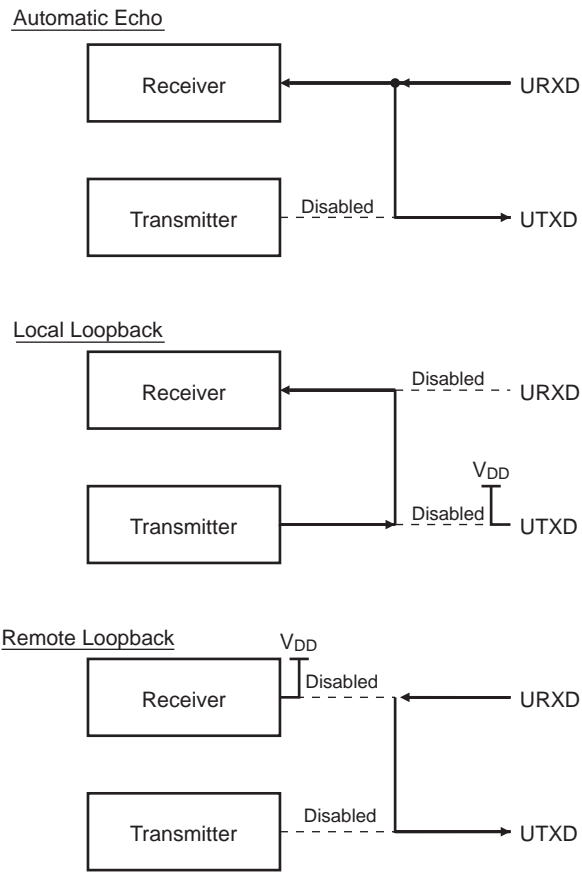 Automatic Echo
Receiver
URXD
Transmitter
Disabled
UTXD
Local Loopback
Receiver
Disabled
URXD
VDD
Transmitter
Disabled
UTXD
Remote Loopback
VDD
Receiver
Disabled
URXD
Transmitter
Disabled
UTXD